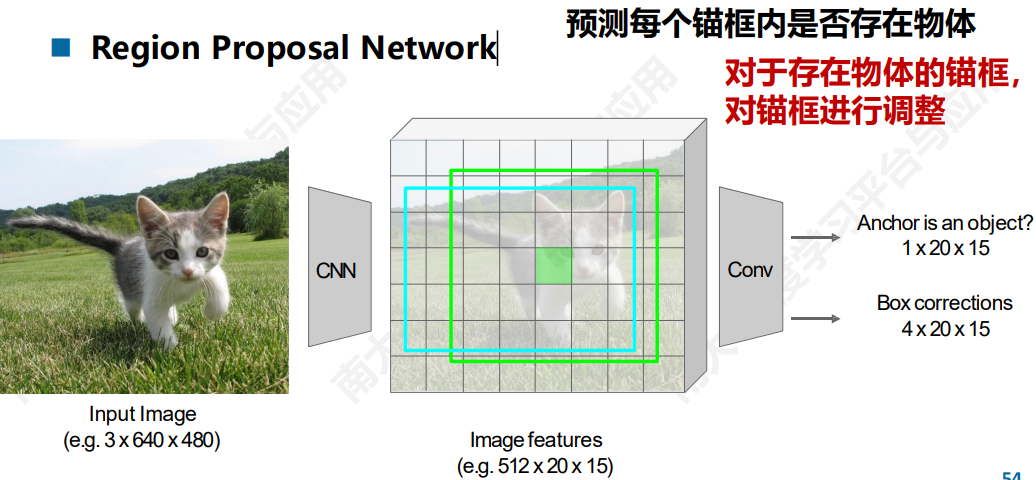 预测每个锚框内是否存在物体
■ Region Proposal Network
对于存在物体的锚框，
对锚框进行调整
CNN
Conv
Anchor is an object?
1 x 20 x 15
Box corrections
4 x 20 x 15
Input Image
(e.g. 3 x 640 x 480)
Image features
(e.g. 512 x 20 x 15)
54